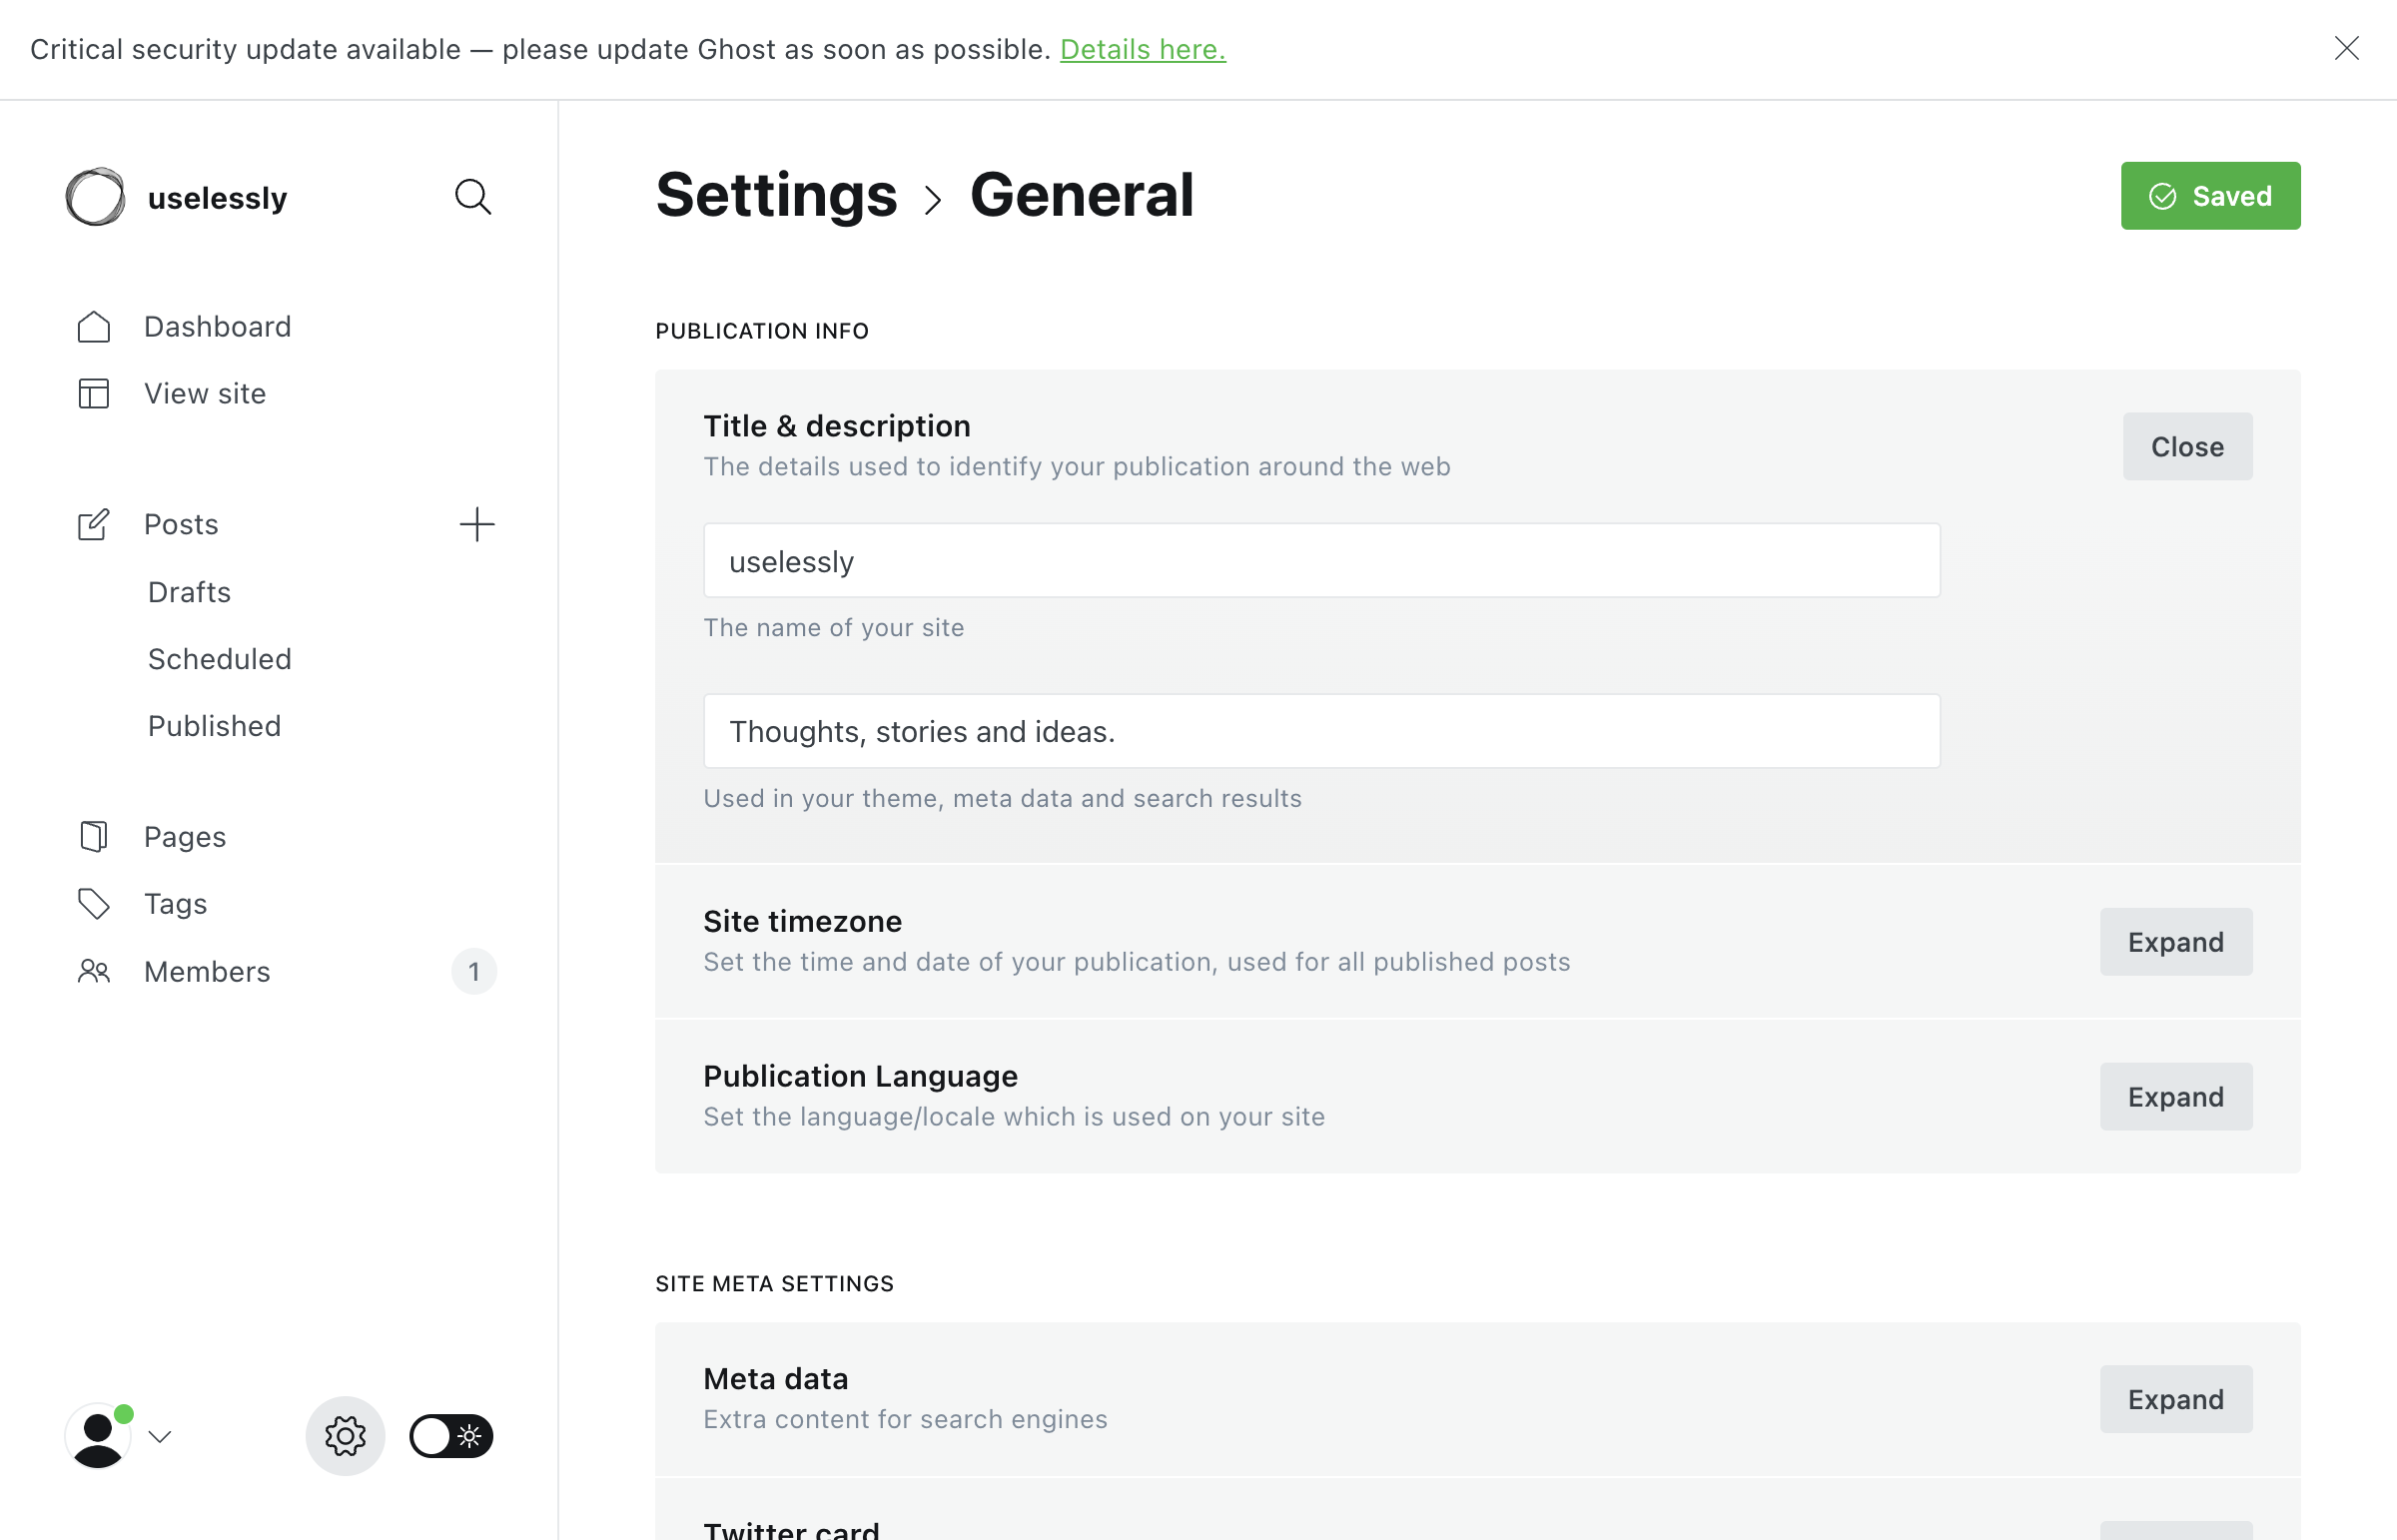 Critical security update available — please update Ghost as soon as possible. Details here.
uselessly
Dashboard
View site
Posts
Drafts
Scheduled
Published
Pages
Tags
Members 1
Settings > General
Saved
PUBLICATION INFO
Title & description
The details used to identify your publication around the web
Close
uselessly
The name of your site
Thoughts, stories and ideas.
Used in your theme, meta data and search results
Site timezone
Set the time and date of your publication, used for all published posts
Expand
Publication Language
Set the language/locale which is used on your site
Expand
SITE META SETTINGS
Meta data
Extra content for search engines
Expand
Twitter card